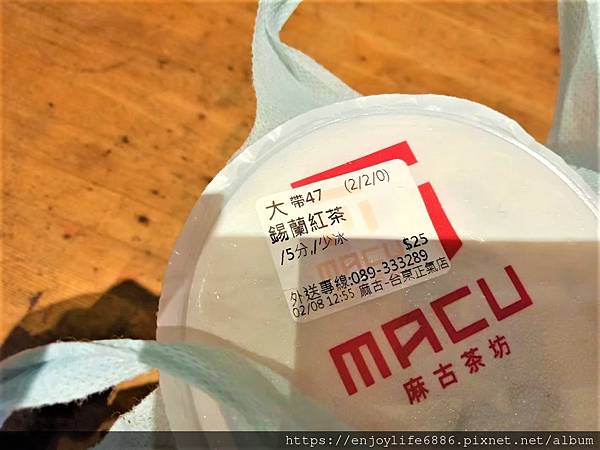 大 帶47 (2/2/0)
錫蘭紅茶
/5分,/少冰
$25
外送專線:089-333289
02/08 12:55 麻古-台東正氣店
MACU
MACU
麻古茶坊
https://enjoylife6886.pixnet.net/album